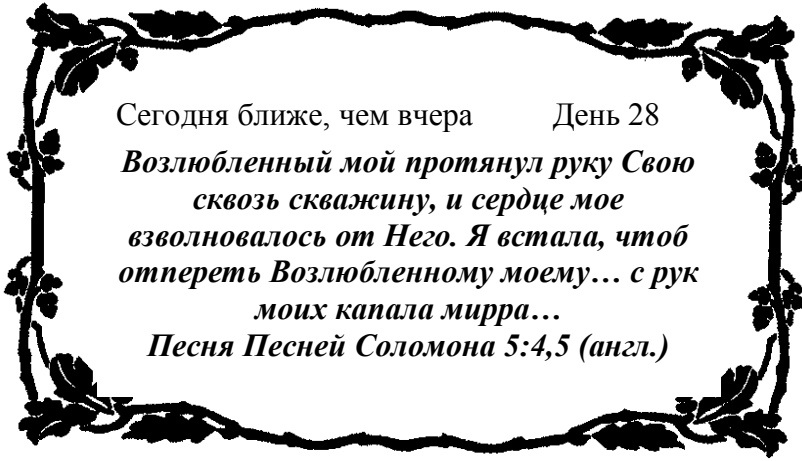 Сегодня ближе, чем вчера День 28
Возлюбленный мой протянул руку Свою
сквозь скважину, и сердце мое
взволновалось от Него. Я встала, чтоб
отпереть Возлюбленному моему… с рук
моих капала мирра…
Песня Песней Соломона 5:4,5 (англ.)